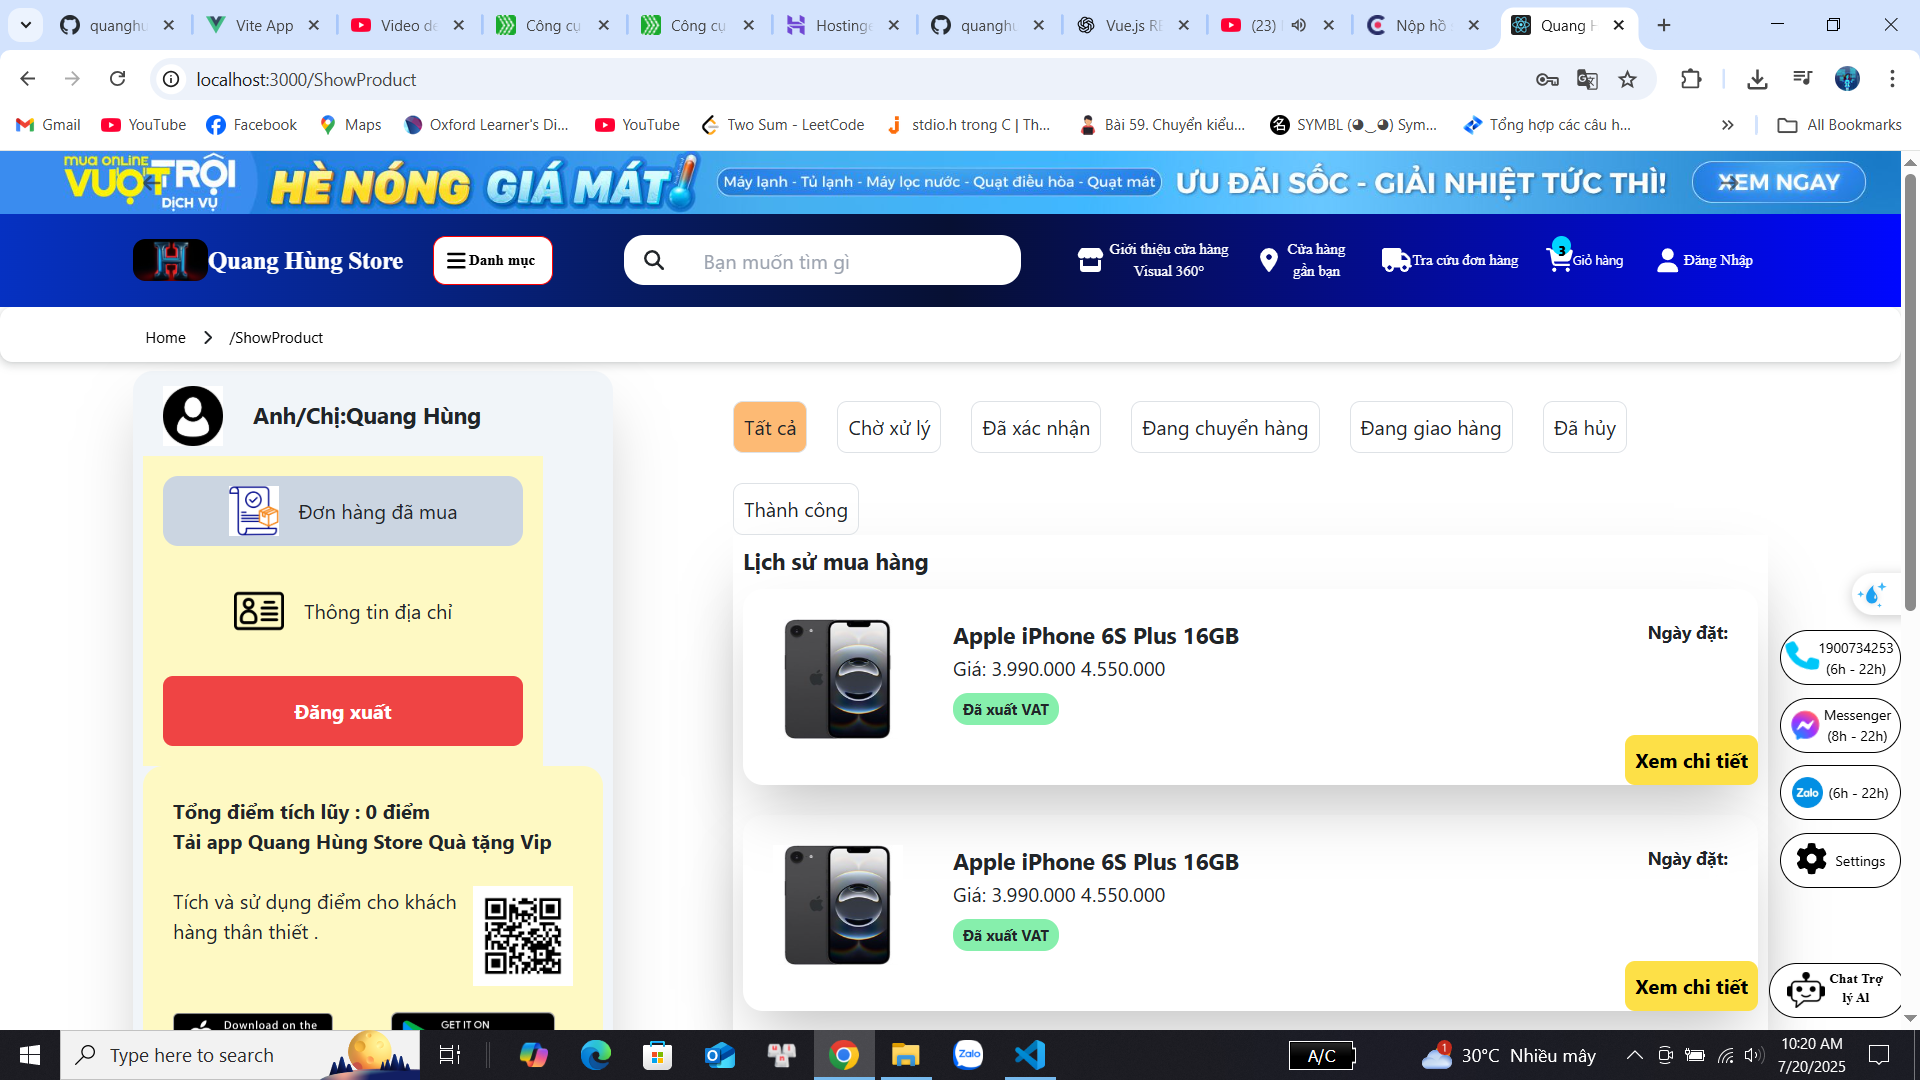 quanghu
Vite App
Video de
Công cụ
Công cụ
Hostinge
quanghu
Vue.js RE
(23)
Nộp hồ s
Quang H
localhost:3000/ShowProduct
Gmail
YouTube
Facebook
Maps
Oxford Learner's Di...
YouTube
Two Sum - LeetCode
stdio.h trong C | Th...
Bài 59. Chuyển kiểu...
SYMBL (◕‿◕) Sym...
Tổng hợp các câu h...
All Bookmarks
mua online
VƯỢT TRỘI
DỊCH VỤ
HÈ NÓNG GIÁ MÁT
Máy lạnh - Tủ lạnh - Máy lọc nước - Quạt điều hòa - Quạt mát
ƯU ĐÃI SỐC - GIẢI NHIỆT TỨC THÌ!
XEM NGAY
Quang Hùng Store
Danh mục
Bạn muốn tìm gì
Giới thiệu cửa hàng
Visual 360°
Cửa hàng
gần bạn
Tra cứu đơn hàng
3
Giỏ hàng
Đăng Nhập
Home
/ShowProduct
Anh/Chị:Quang Hùng
Đơn hàng đã mua
Thông tin địa chỉ
Đăng xuất
Tổng điểm tích lũy : 0 điểm
Tải app Quang Hùng Store Quà tặng Vip
Tích và sử dụng điểm cho khách
hàng thân thiết .
Download on the
GET IT ON
Tất cả
Chờ xử lý
Đã xác nhận
Đang chuyển hàng
Đang giao hàng
Đã hủy
Thành công
Lịch sử mua hàng
Apple iPhone 6S Plus 16GB
Ngày đặt:
Giá: 3.990.000 4.550.000
Đã xuất VAT
Xem chi tiết
Apple iPhone 6S Plus 16GB
Ngày đặt:
Giá: 3.990.000 4.550.000
Đã xuất VAT
Xem chi tiết
1900734253
(6h - 22h)
Messenger
(8h - 22h)
Zalo
(6h - 22h)
Settings
Chat Trợ
lý AI
Type here to search
Zalo
A/C
1
30°C Nhiều mây
10:20 AM
7/20/2025